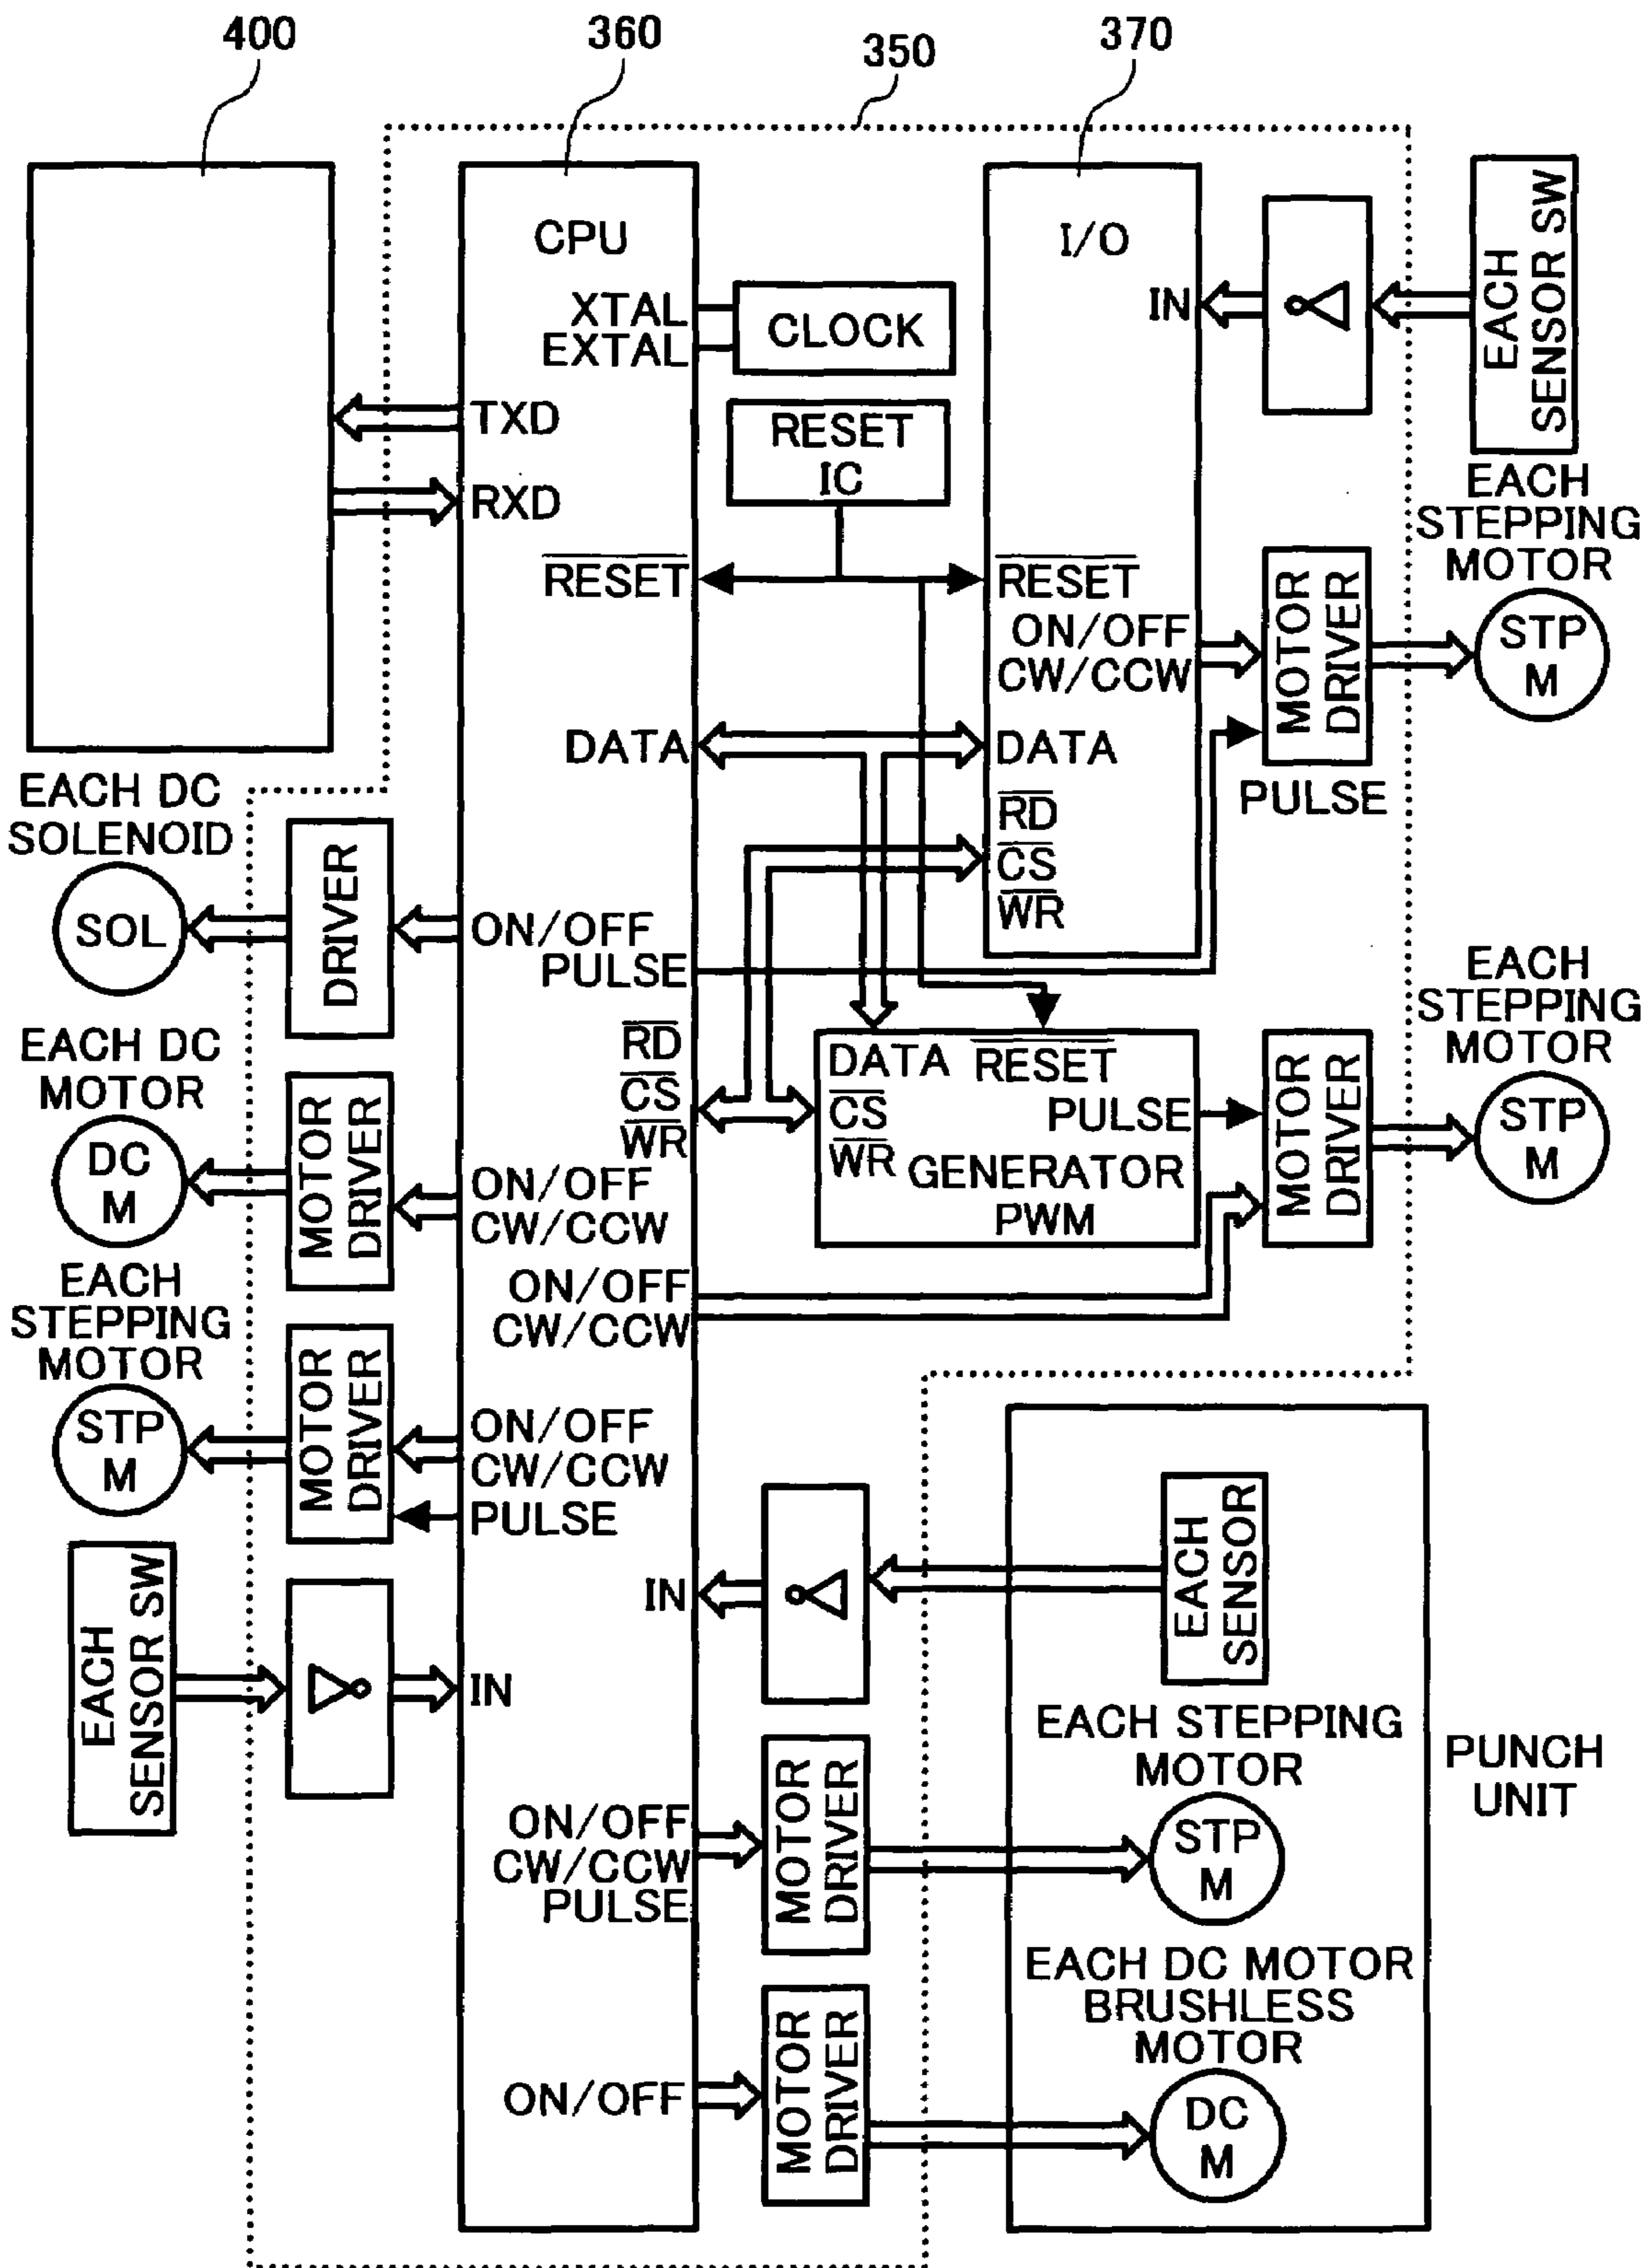 400
360
350
370
CPU
XTAL
EXTAL
CLOCK
TXD
RXD
RESET
IC
RESET
DATA
I/O
IN
RESET
ON/OFF
CW/CCW
DATA
RD
CS
WR
EACH
SENSOR SW
EACH
STEPPING
MOTOR
MOTOR
DRIVER
STP
M
PULSE
EACH DC
SOLENOID
SOL
DRIVER
ON/OFF
PULSE
RD
CS
WR
DATA RESET
CS
PULSE
WR
GENERATOR
PWM
MOTOR
DRIVER
EACH
STEPPING
MOTOR
STP
M
EACH DC
MOTOR
DC
M
MOTOR
DRIVER
ON/OFF
CW/CCW
ON/OFF
CW/CCW
EACH
STEPPING
MOTOR
STP
M
MOTOR
DRIVER
ON/OFF
CW/CCW
PULSE
EACH
SENSOR SW
IN
IN
EACH
SENSOR
ON/OFF
CW/CCW
PULSE
MOTOR
DRIVER
EACH STEPPING
MOTOR
STP
M
PUNCH
UNIT
ON/OFF
MOTOR
DRIVER
EACH DC MOTOR
BRUSHLESS
MOTOR
DC
M